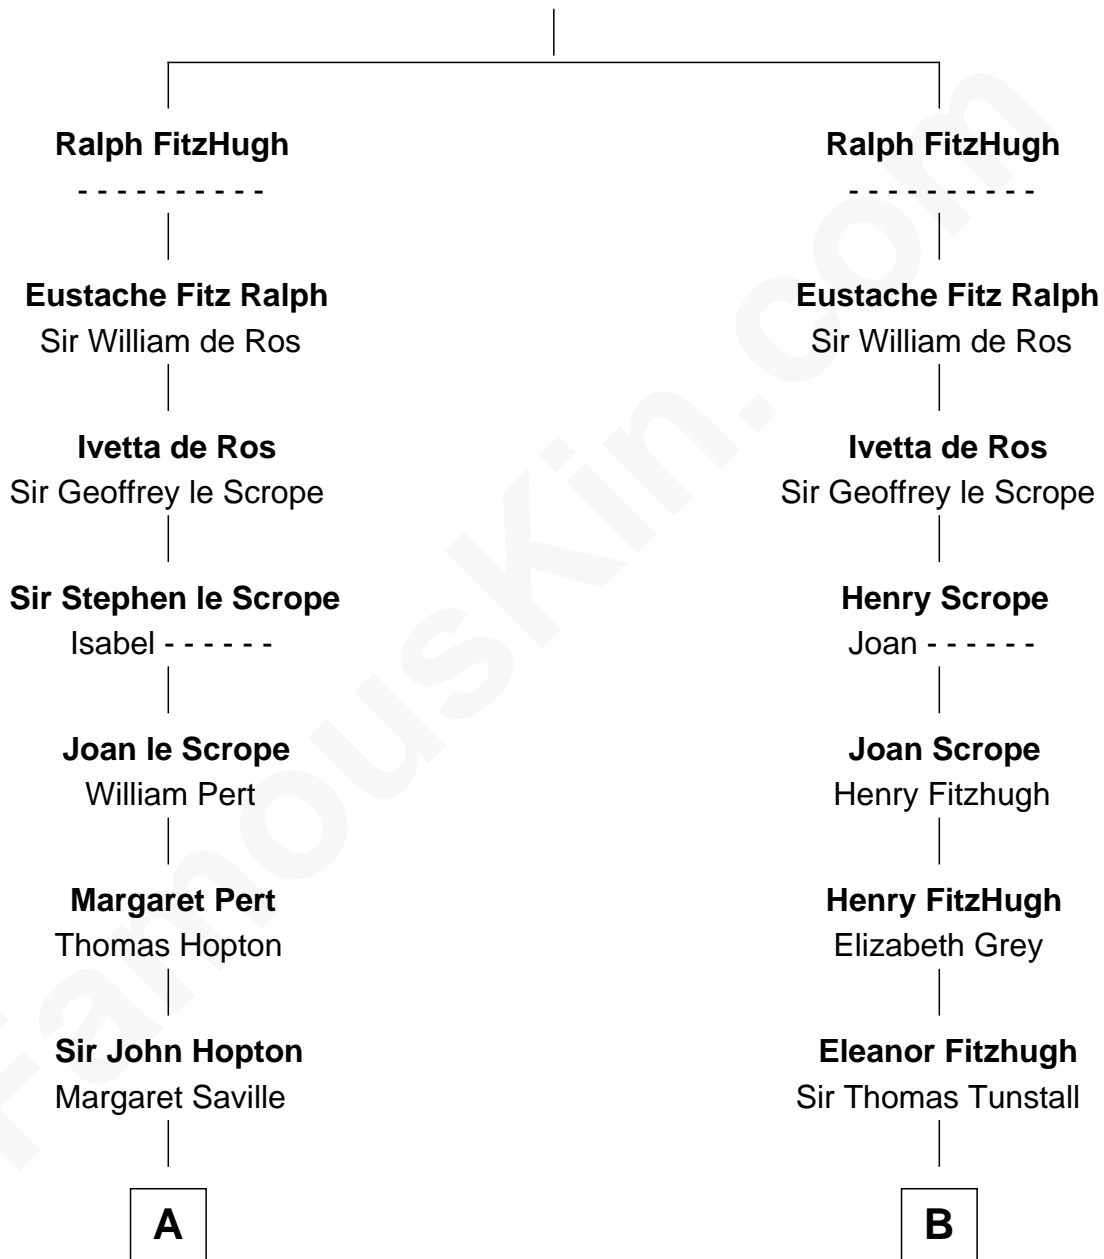 Ralph FitzHugh Ralph FitzHugh
- - - - - - - - - - - - - - - - - - - -
Eustache Fitz Ralph Eustache Fitz Ralph
Sir William de Ros Sir William de Ros
Ivetta de Ros Ivetta de Ros
Sir Geoffrey le Scrope Sir Geoffrey le Scrope
Sir Stephen le Scrope Henry Scrope
Isabel - - - - - - Joan - - - - - -
Joan le Scrope Joan Scrope
William Pert Henry Fitzhugh
Margaret Pert Henry FitzHugh
Thomas Hopton Elizabeth Grey
Sir John Hopton Eleanor Fitzhugh
Margaret Saville Sir Thomas Tunstall
A B
FamousKin.com